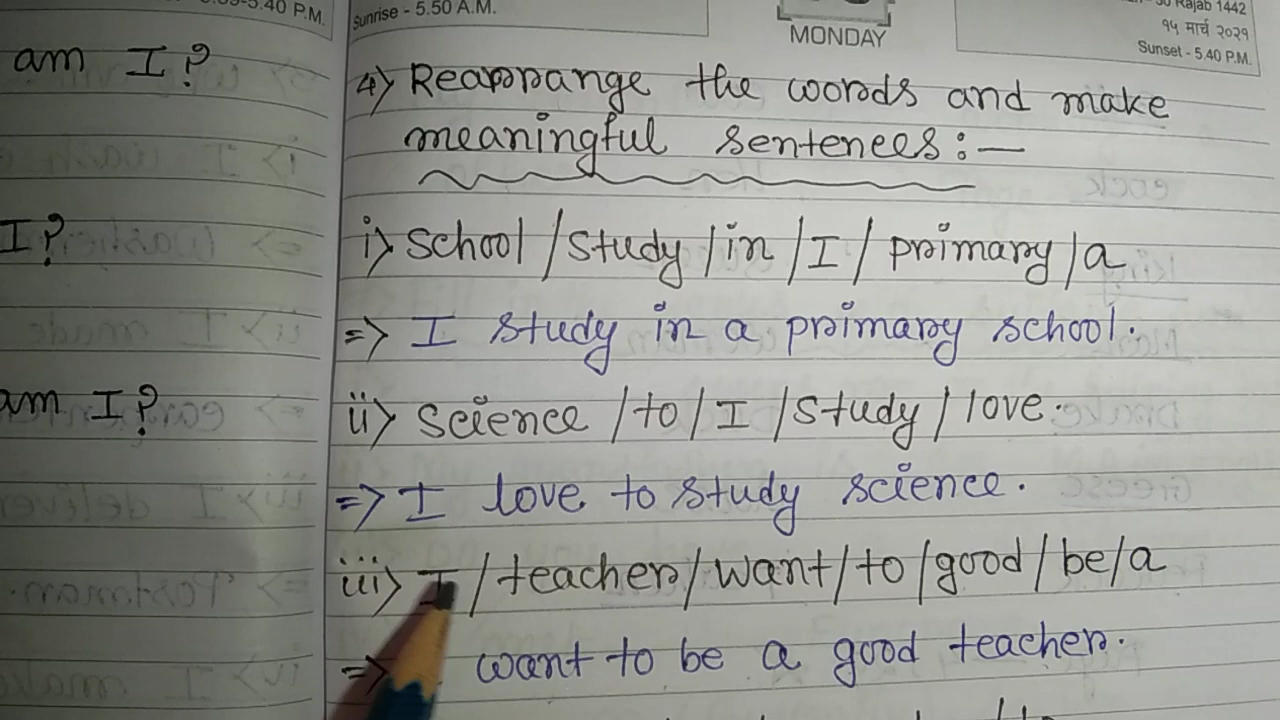 5.40 P.M.
Sunrise - 5.50 A.M.
MONDAY
Rajab 1442
१५ मार्च २०२१
Sunset - 5.40 P.M.
am I?
I?
am I?
4) Rearrange the words and make
meaningful sentences:-
i) school/study/in/I/primary/a
=> I study in a primary school.
ii) science/to/I/study/love.
=> I love to study science.
iii) I/teacher/want/to/good/be/a
=> want to be a good teacher.